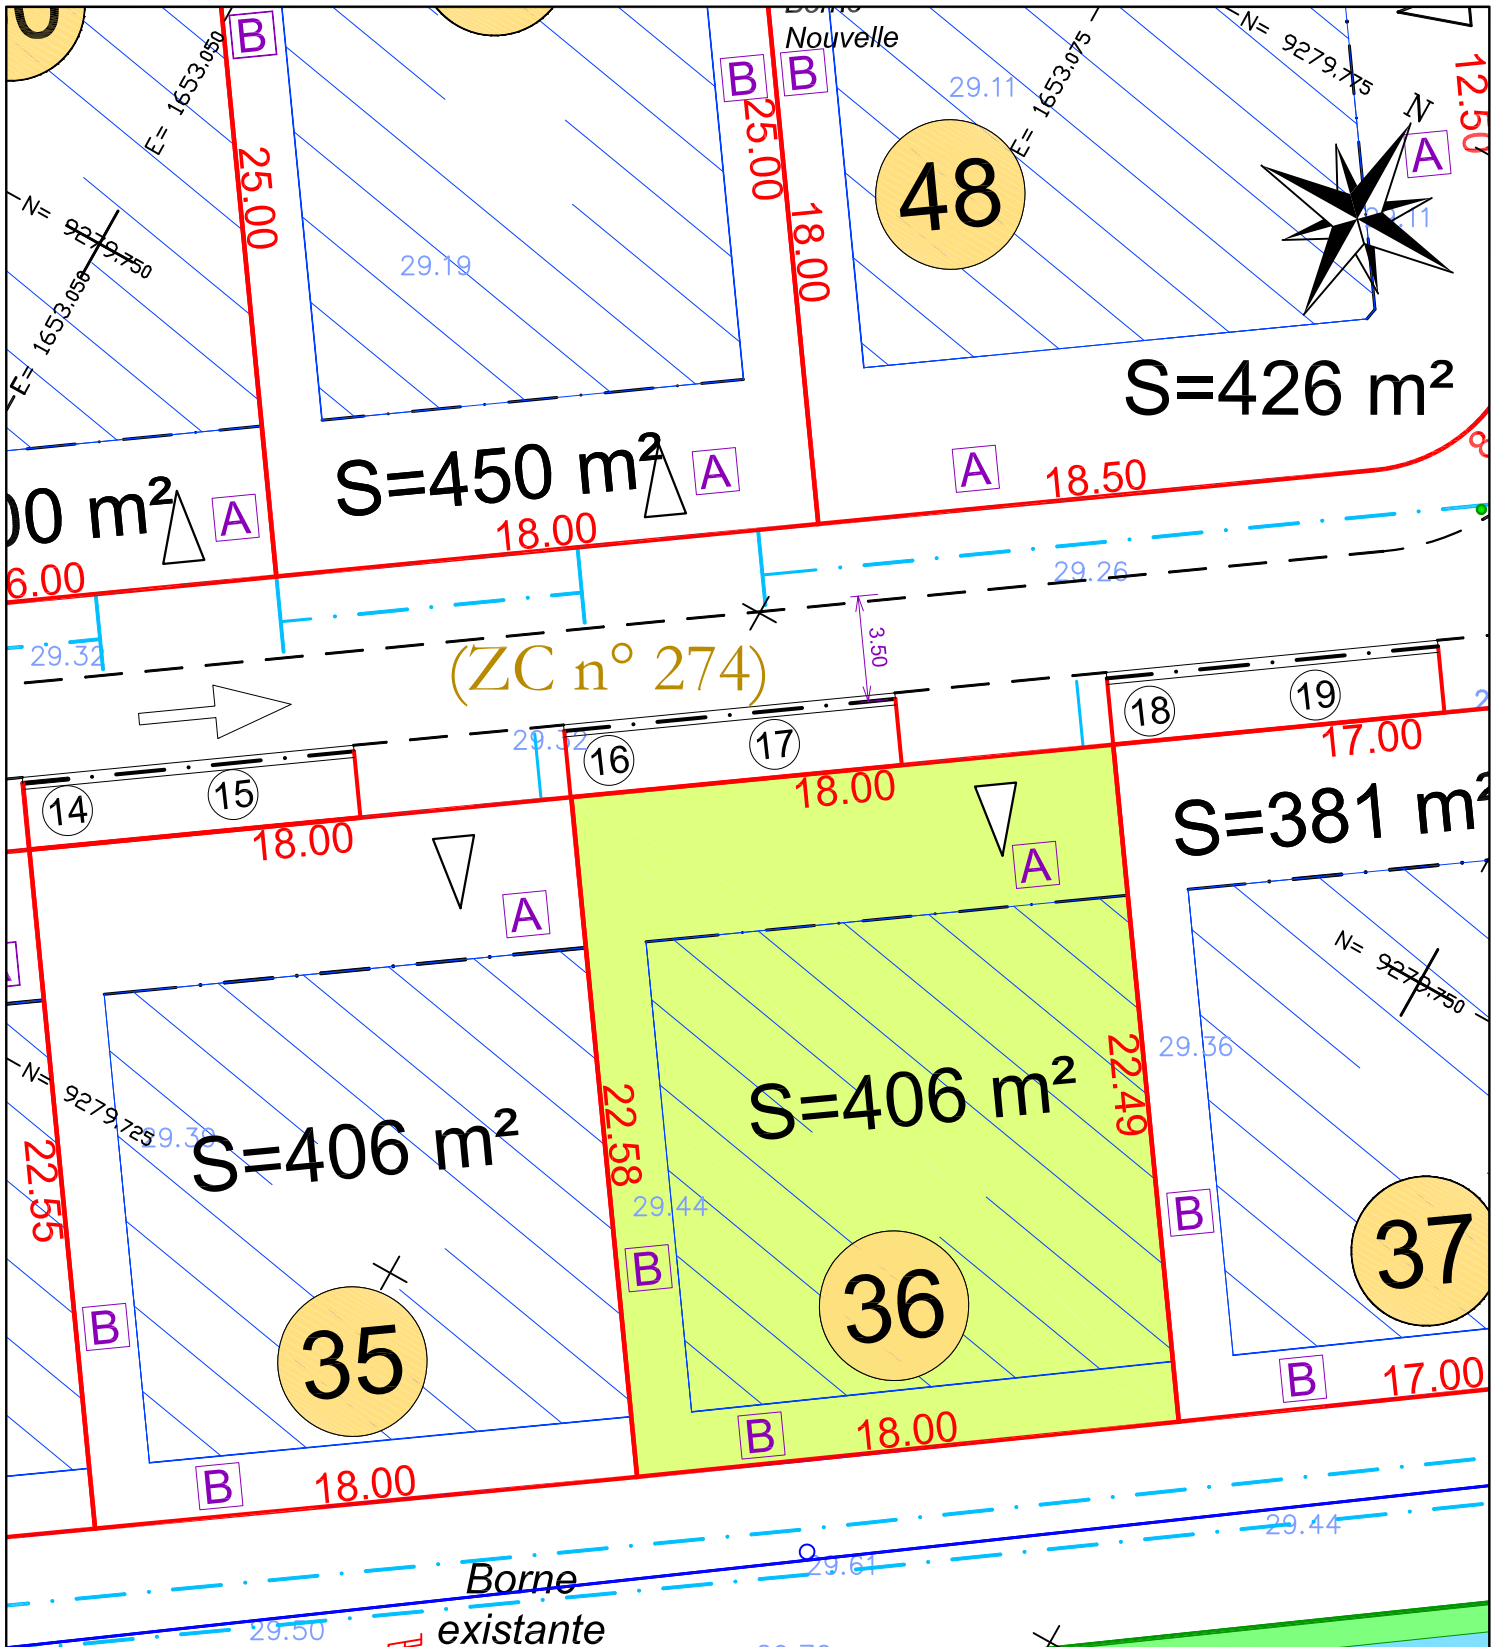 Nouvelle
B
B
B
E= 1653.050
E= 1653.075
N= 9279.775
12.50
29.11
N
A
25.00
25.00
48
18.00
N= 9279.750
29.19
E= 1653.050
S=426 m²
S=450 m²
00 m²
A
A
A
18.50
18.00
6.00
29.26
29.32
(ZC n° 274)
3.50
18
19
17.00
29.32
16
17
18.00
14
15
18.00
S=381 m²
A
A
N= 9279.750
29.36
22.49
S=406 m²
S=406 m²
N= 9279.725
22.58
22.55
29.44
B
B
B
37
36
35
B
17.00
B
18.00
B
18.00
29.44
29.61
Borne
existante
29.50